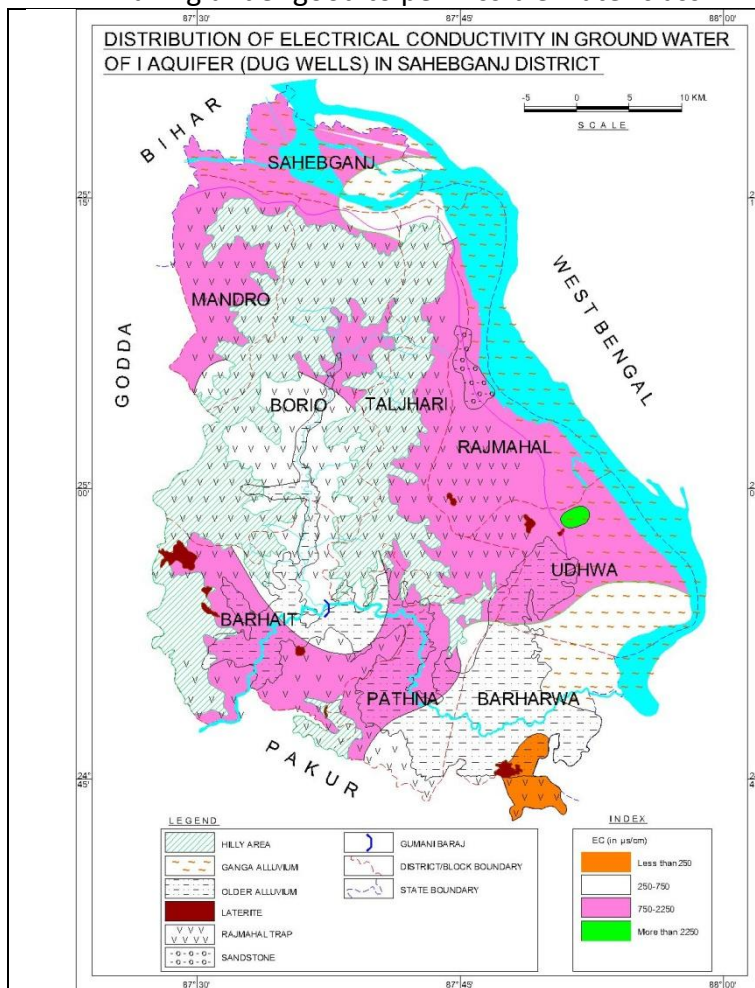 87°30'
87°45'
88°00'
DISTRIBUTION OF ELECTRICAL CONDUCTIVITY IN GROUND WATER
OF I AQUIFER (DUG WELLS) IN SAHEBGANJ DISTRICT
-5 0 5 10 KM.
SCALE
BIHAR
SAHEBGANJ
25°
15'
MANDRO
WEST BENGAL
GODDA
BORIO
TALJHARI
RAJMAHAL
25°
00'
UDHWA
BARHAIT
PATHNA
BARHARWA
PAKUR
24°
45'
LEGEND
HILLY AREA
GANGA ALLUVIUM
OLDER ALLUVIUM
LATERITE
RAJMAHAL TRAP
SANDSTONE
GUMANI BARAJ
DISTRICT/BLOCK BOUNDARY
STATE BOUNDARY
INDEX
EC (in µs/cm)
Less than 250
250-750
750-2250
More than 2250
87°30'
87°45'
88°00'